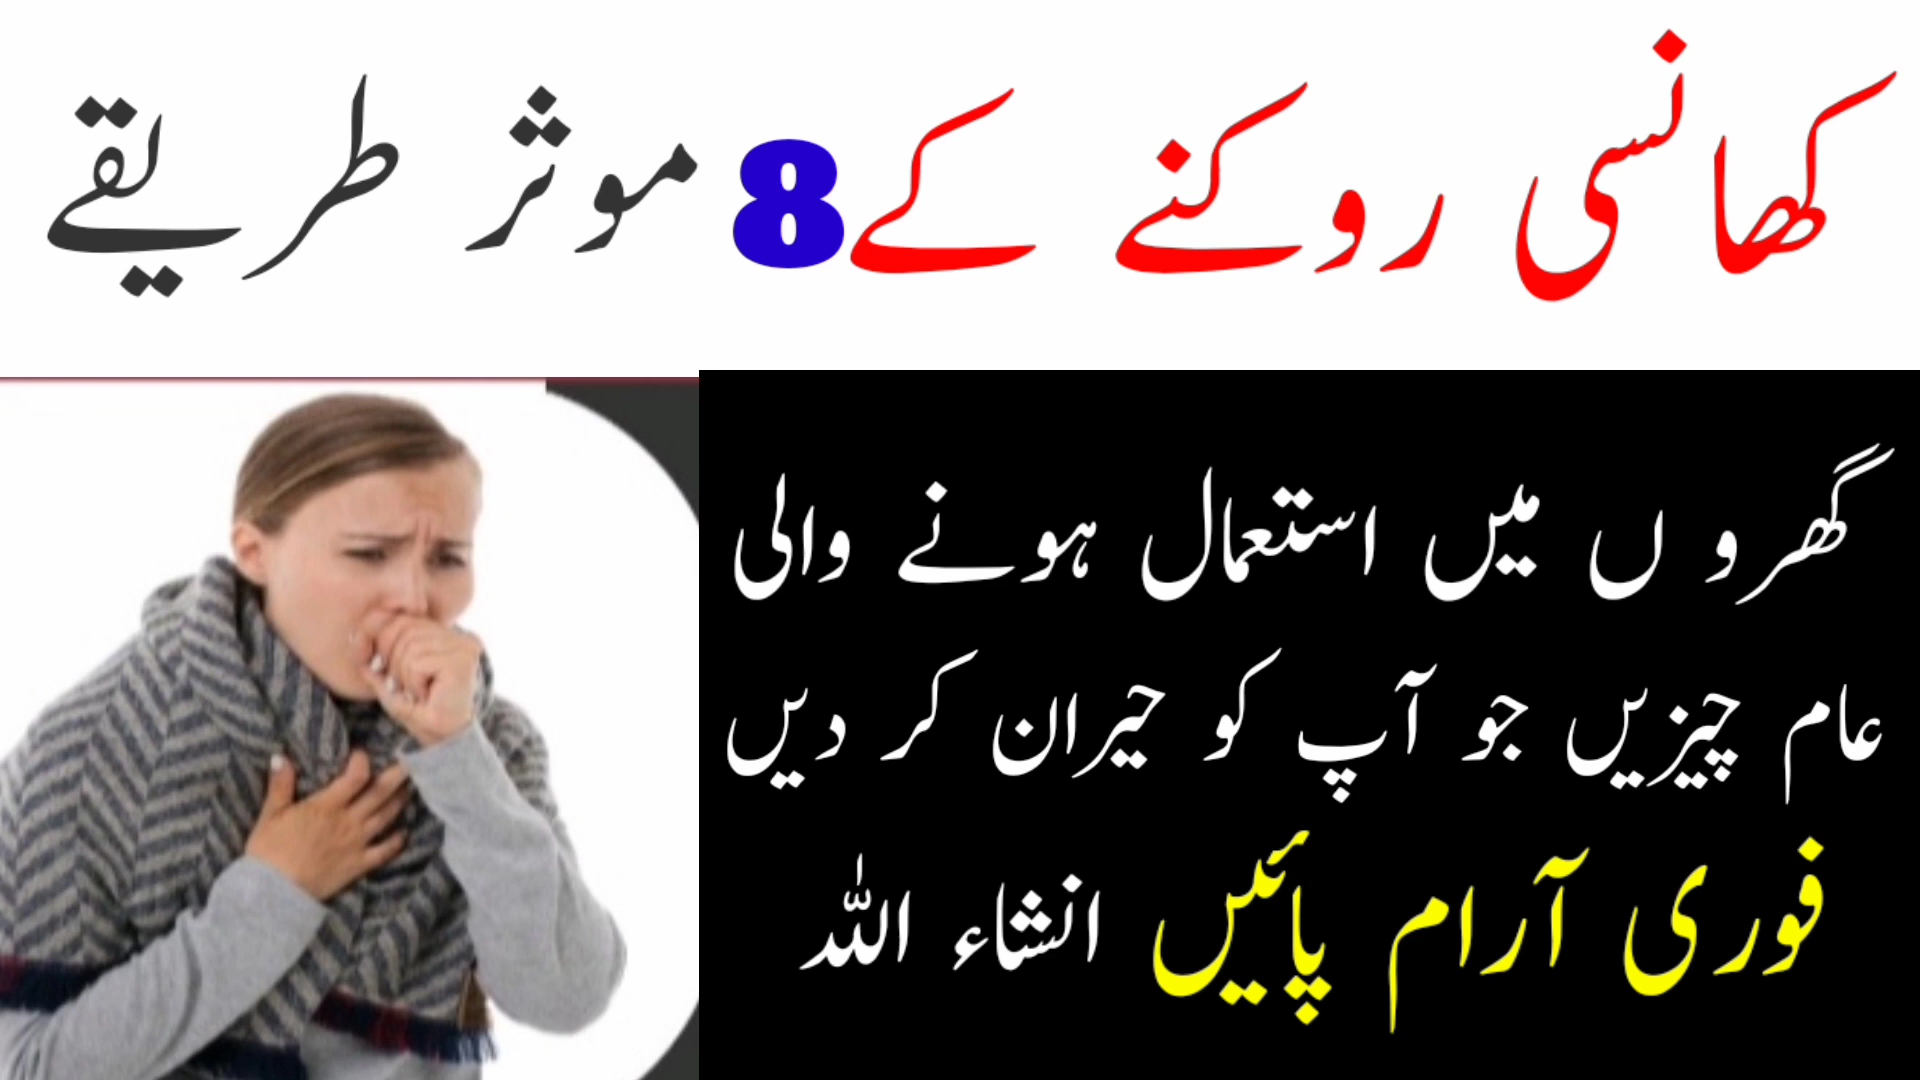 کھانسی روکنے کے 8 موثر طریقے
گھرو ں میں استعمال ہونے والی
عام چیزیں جو آپ کو حیران کر دیں
فوری آرام پائیں انشاء اللہ